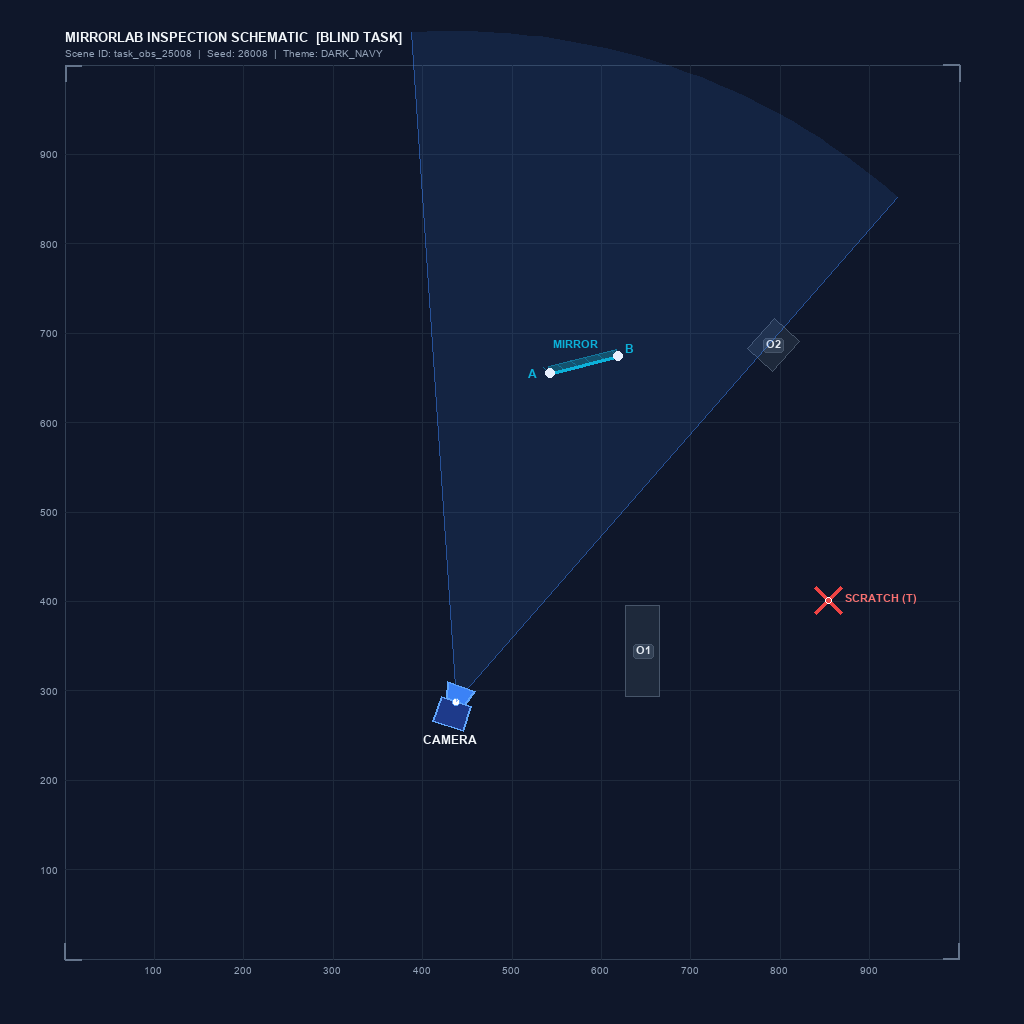 MIRRORLAB INSPECTION SCHEMATIC [BLIND TASK]
Scene ID: task_obs_25008 | Seed: 26008 | Theme: DARK_NAVY
900
800
700
600
500
400
300
200
100
MIRROR
B
A
O2
SCRATCH (T)
O1
CAMERA
100 200 300 400 500 600 700 800 900